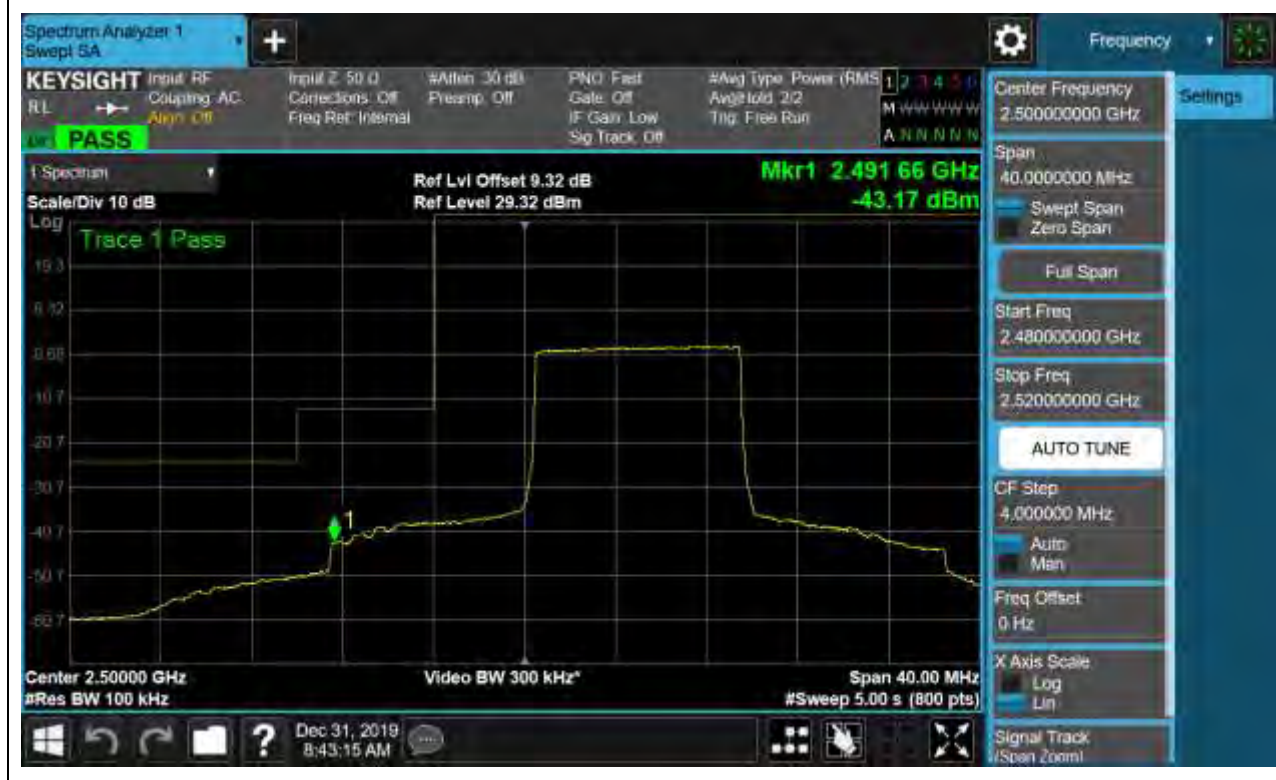 Spectrum Analyzer 1
Swept SA
+
Frequency
KEYSIGHT
Input: RF
Input Z: 50 Ω
#Atten: 30 dB
PNO: Fast
#Avg Type: Power (RMS
1 2 3 4 5 6
RL
Coupling: AC
Corrections: Off
Preamp: Off
Gate: Off
Avg|Hold: 2/2
M W W W W W
Align: Off
Freq Ref: Internal
IF Gain: Low
Trig: Free Run
PASS
Sig Track: Off
A N N N N N
1 Spectrum
Ref Lvl Offset 9.32 dB
Mkr1 2.491 66 GHz
Scale/Div 10 dB
Ref Level 29.32 dBm
-43.17 dBm
Log
Trace 1 Pass
19.3
9.32
-0.68
-10.7
-20.7
-30.7
-40.7
-50.7
-60.7
1
Center 2.50000 GHz
Video BW 300 kHz*
Span 40.00 MHz
#Res BW 100 kHz
#Sweep 5.00 s (800 pts)
?
Dec 31, 2019
8:43:15 AM
Center Frequency
2.500000000 GHz
Settings
Span
40.0000000 MHz
Swept Span
Zero Span
Full Span
Start Freq
2.480000000 GHz
Stop Freq
2.520000000 GHz
AUTO TUNE
CF Step
4.000000 MHz
Auto
Man
Freq Offset
0 Hz
X Axis Scale
Log
Lin
Signal Track
(Span Zoom)